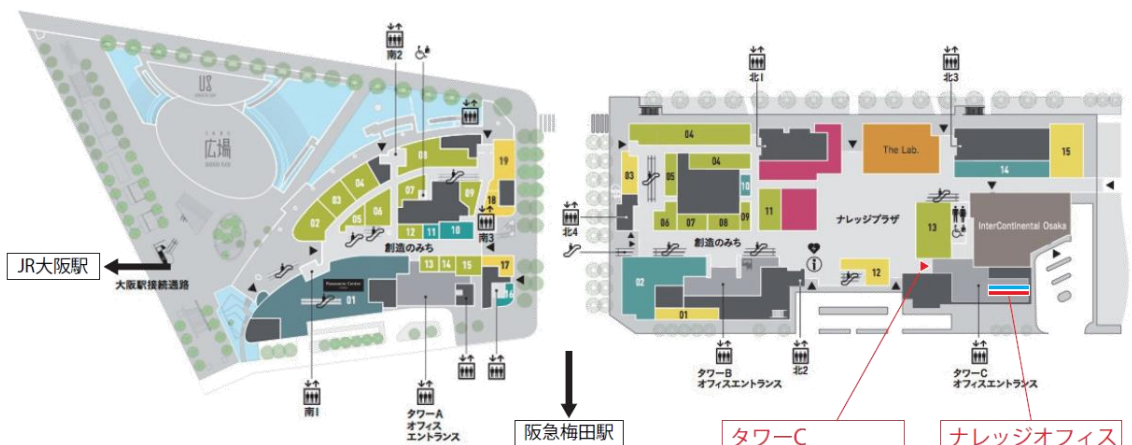 南2
北1
北3
うめきた
広場
04
The Lab.
15
14
03
19
04
03
04
05
10
03
07
09
18
02
05
06
06
07
08
09
11
ナレッジプラザ
13
InterContinental Osaka
12
11
10
南3
北4
創造のみち
創造のみち
JR大阪駅
大阪駅接続通路
13
14
15
17
01
16
02
12
01
タワーB
オフィスエントランス
北2
タワーC
オフィスエントランス
南1
タワーA
オフィス
エントランス
阪急梅田駅
タワーC
ナレッジオフィス